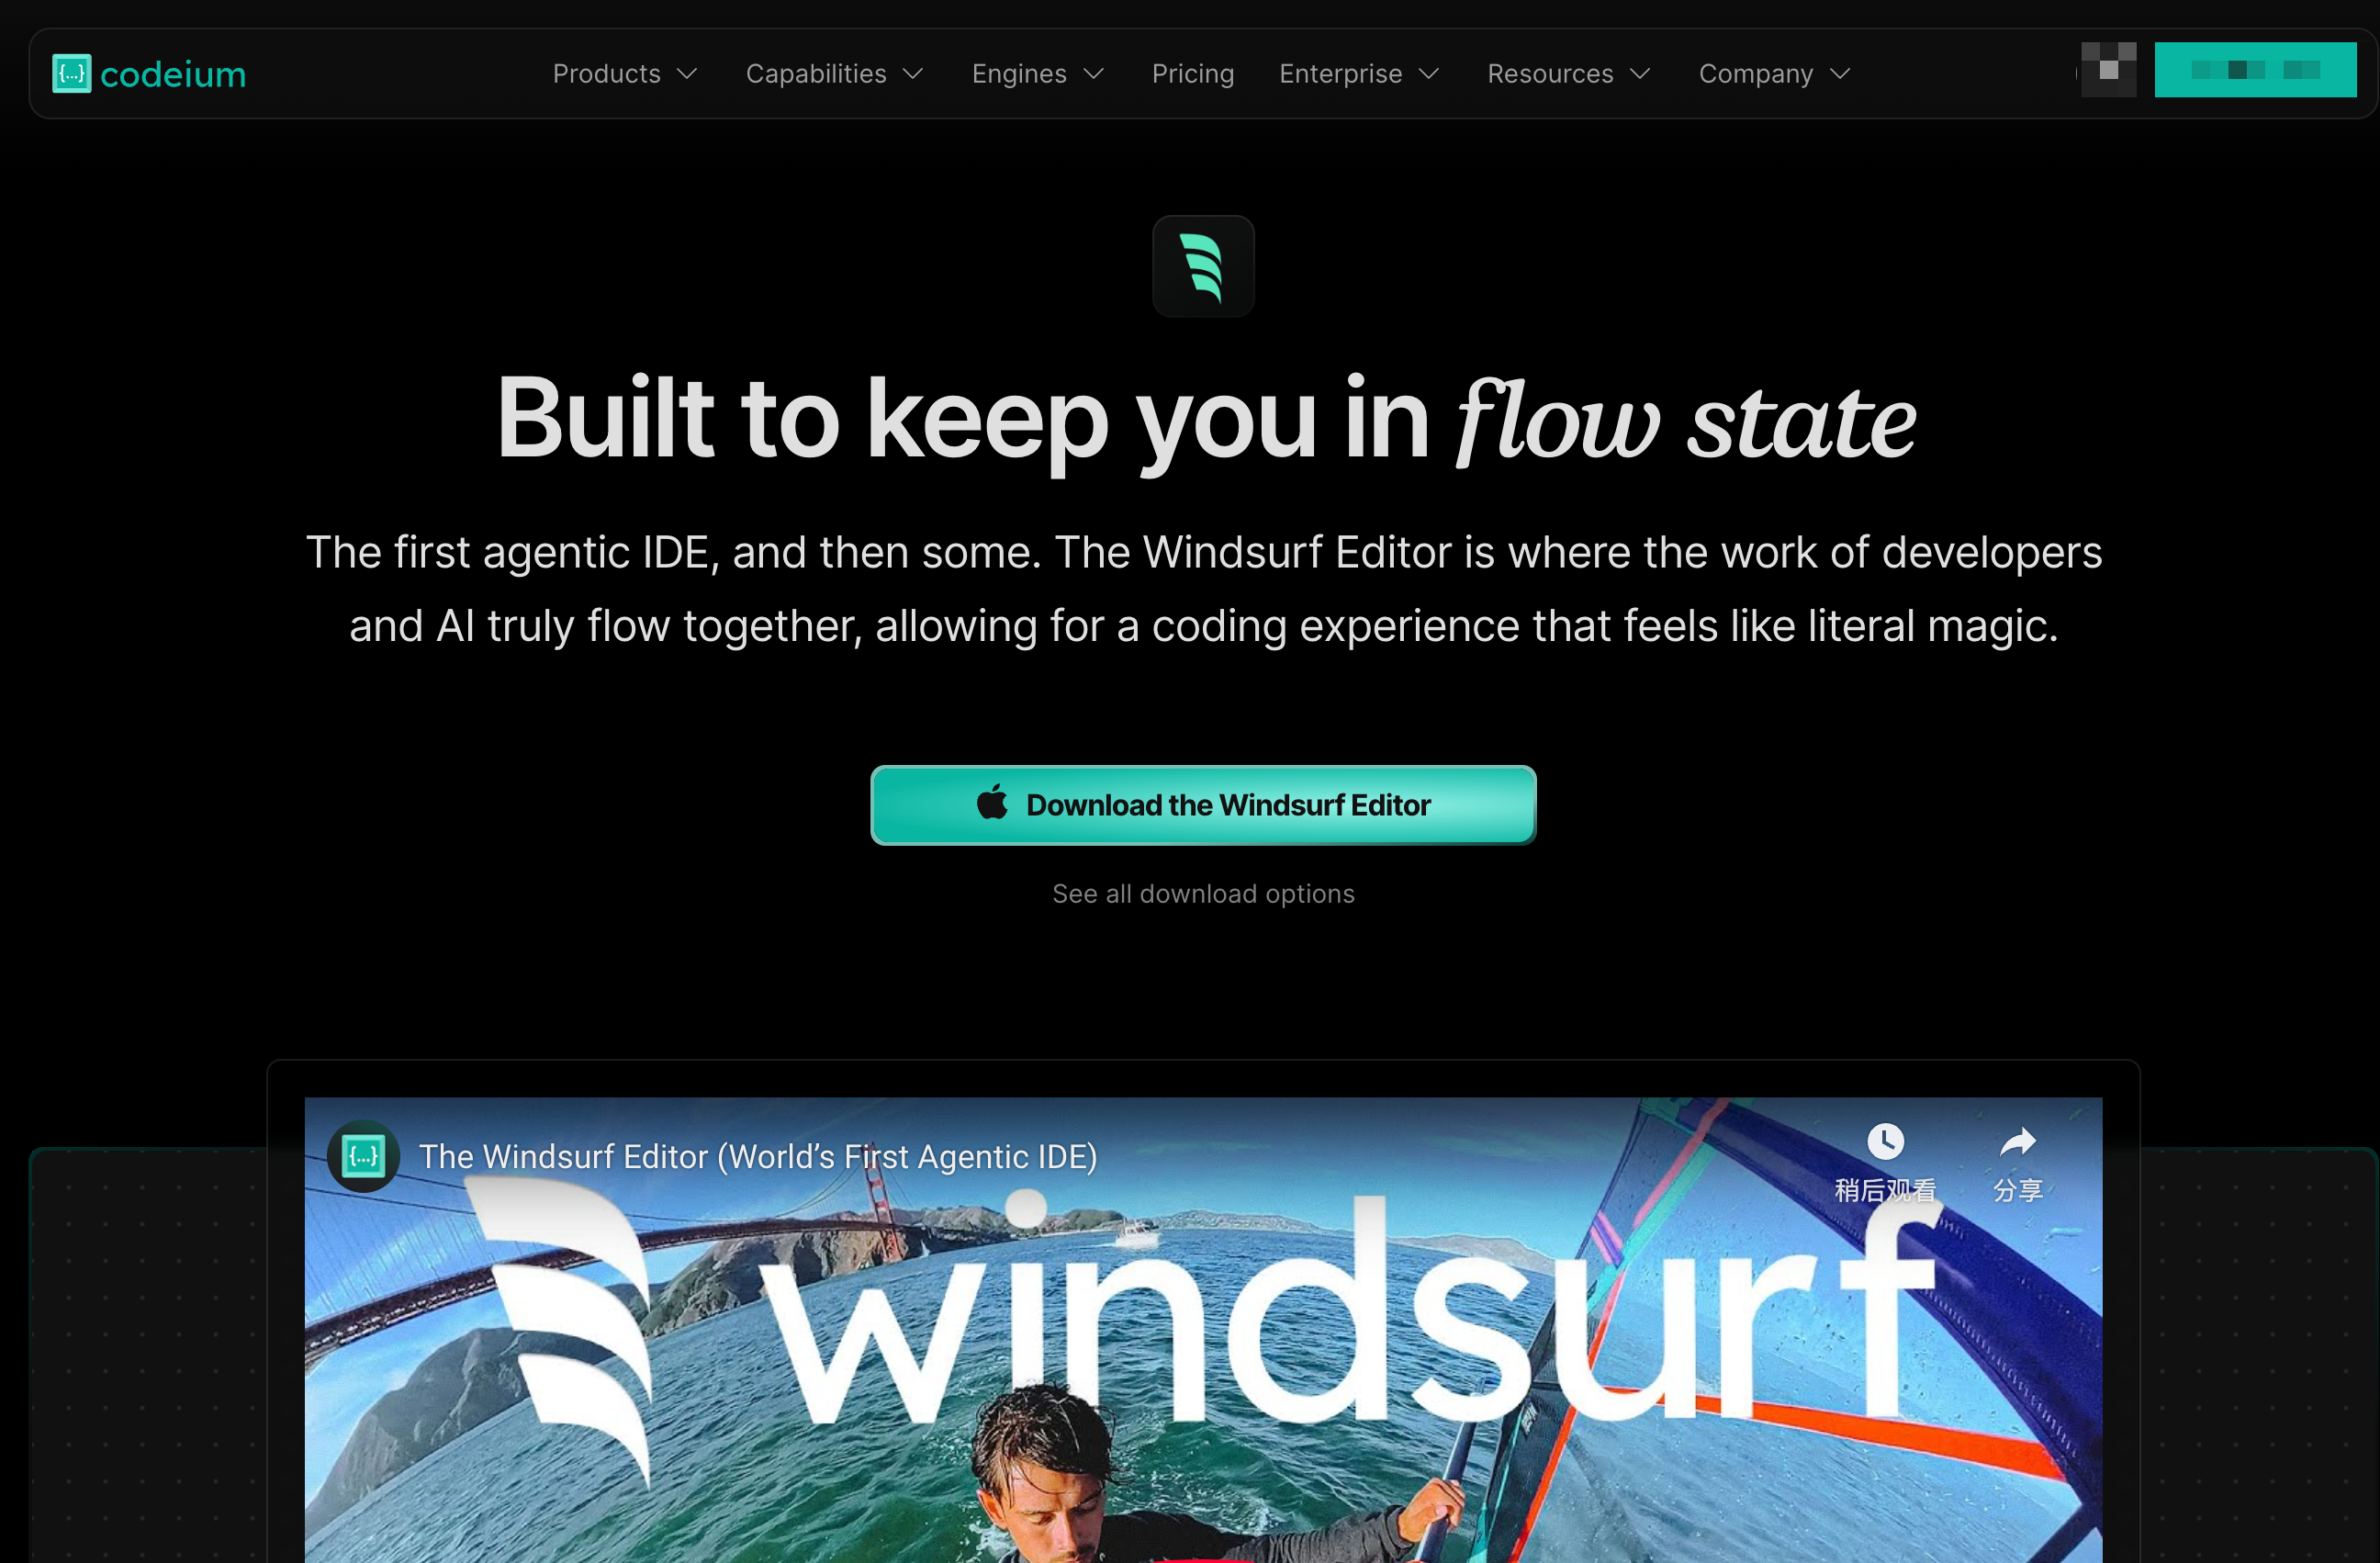 {...} codeium
Products
Capabilities
Engines
Pricing
Enterprise
Resources
Company
Built to keep you in flow state
The first agentic IDE, and then some. The Windsurf Editor is where the work of developers
and AI truly flow together, allowing for a coding experience that feels like literal magic.
Download the Windsurf Editor
See all download options
{...}
The Windsurf Editor (World’s First Agentic IDE)
稍后观看
分享
windsurf